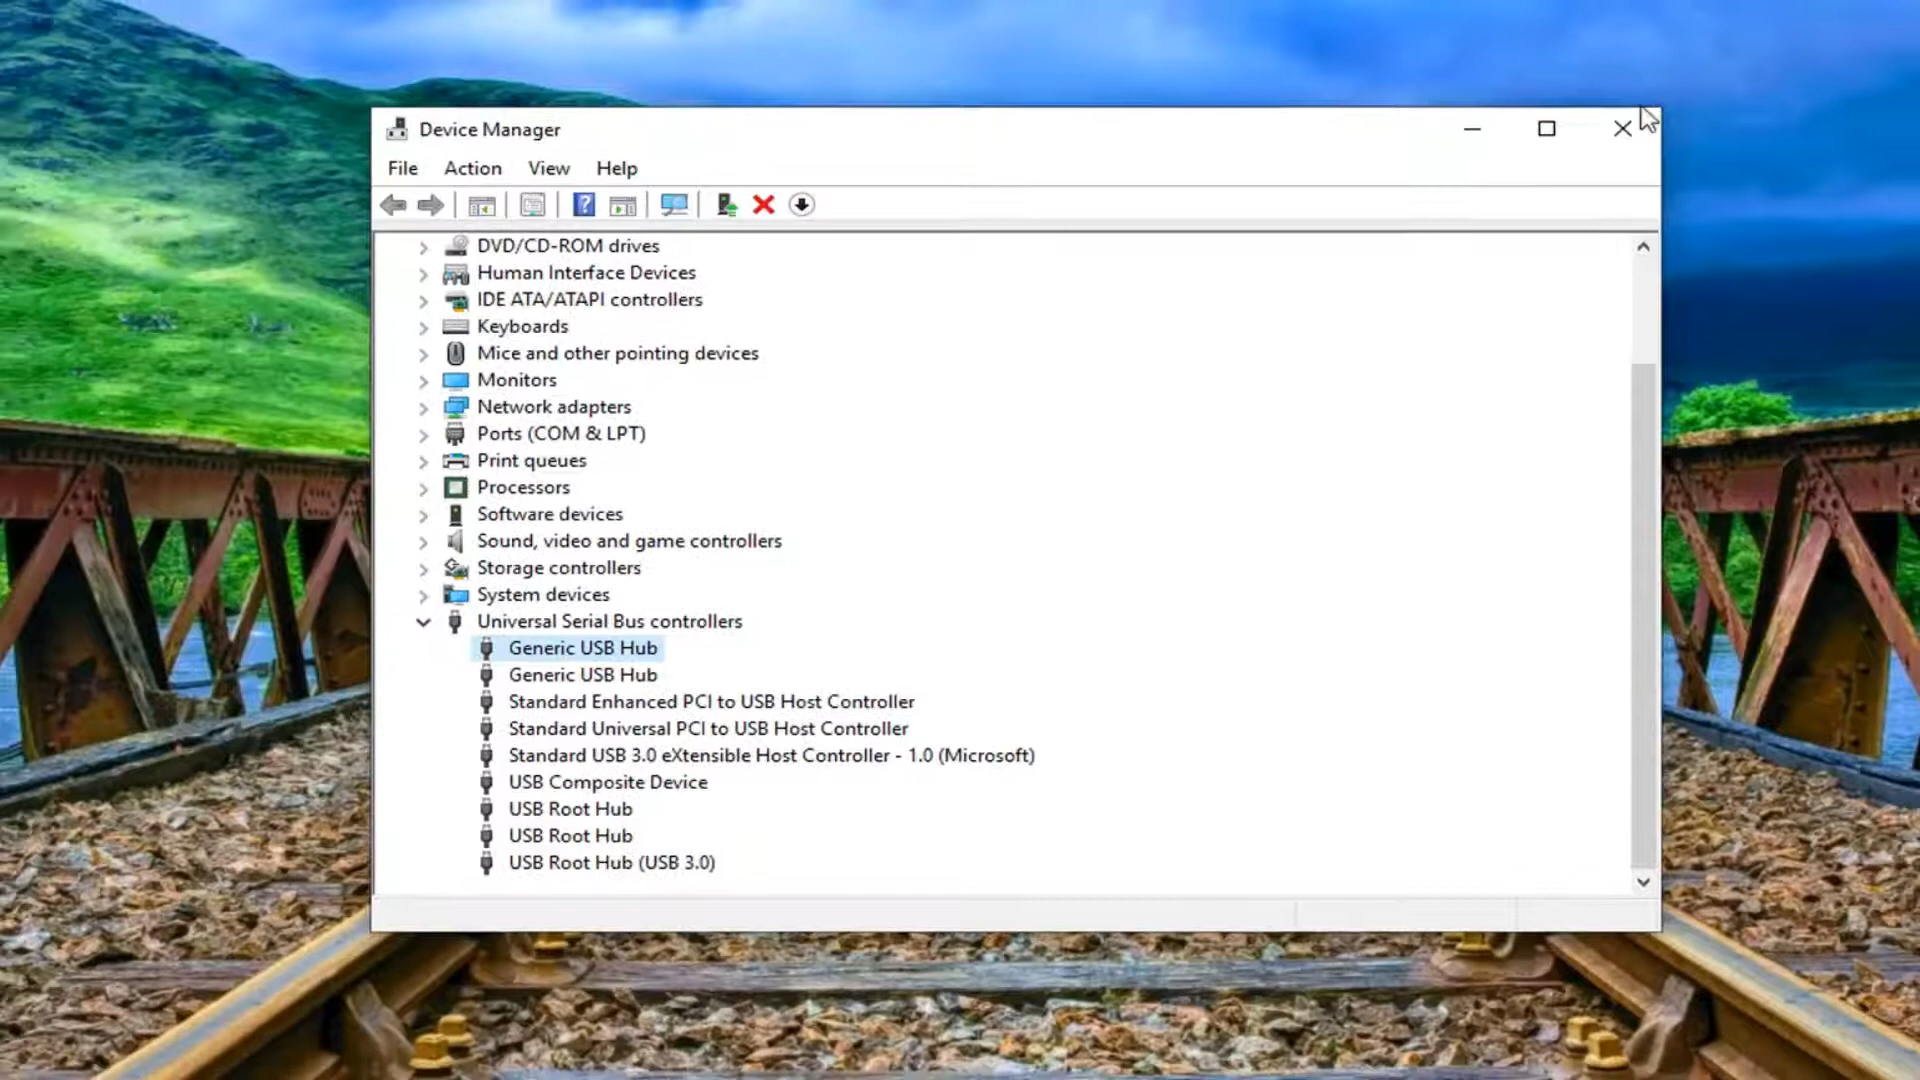 Device Manager
File Action View Help
DVD/CD-ROM drives
Human Interface Devices
IDE ATA/ATAPI controllers
Keyboards
Mice and other pointing devices
Monitors
Network adapters
Ports (COM & LPT)
Print queues
Processors
Software devices
Sound, video and game controllers
Storage controllers
System devices
Universal Serial Bus controllers
Generic USB Hub
Generic USB Hub
Standard Enhanced PCI to USB Host Controller
Standard Universal PCI to USB Host Controller
Standard USB 3.0 eXtensible Host Controller - 1.0 (Microsoft)
USB Composite Device
USB Root Hub
USB Root Hub
USB Root Hub (USB 3.0)